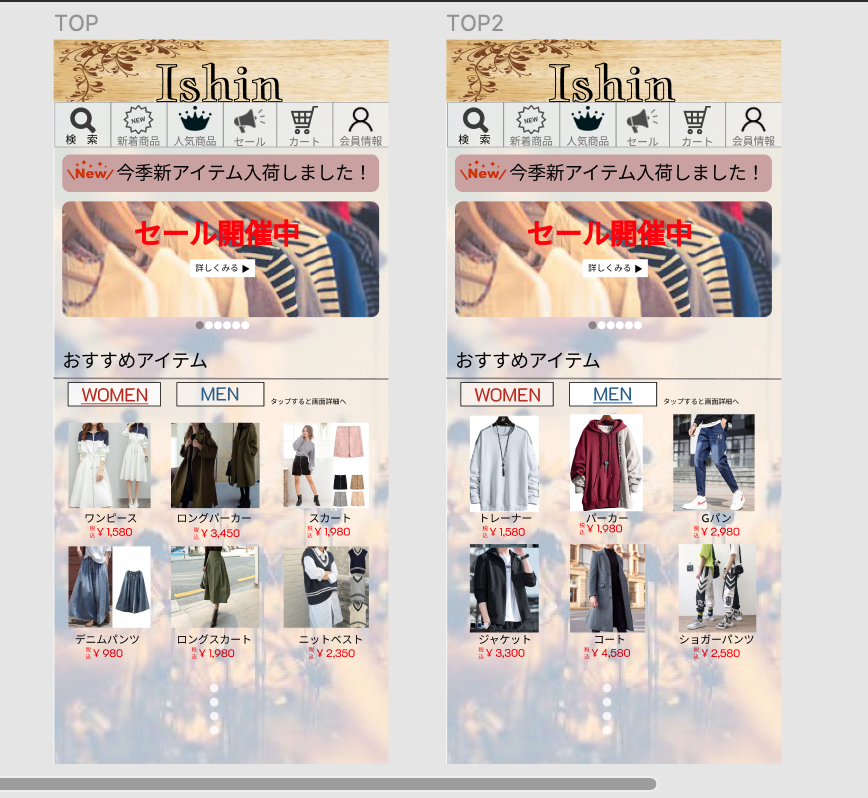 TOP
Ishin
検 索
新着商品
人気商品
セール
カート
会員情報
NEW
New 今季新アイテム入荷しました！
セール開催中
詳しくみる ▶
おすすめアイテム
WOMEN
MEN
タップすると画面詳細へ
ワンピース
税込 ¥ 1,580
ロングパーカー
税込 ¥ 3,450
スカート
税込 ¥ 1,980
デニムパンツ
税込 ¥ 980
ロングスカート
税込 ¥ 1,980
ニットベスト
税込 ¥ 2,350
TOP2
Ishin
検 索
新着商品
人気商品
セール
カート
会員情報
NEW
New 今季新アイテム入荷しました！
セール開催中
詳しくみる ▶
おすすめアイテム
WOMEN
MEN
タップすると画面詳細へ
トレーナー
税込 ¥ 1,580
パーカー
税込 ¥ 1,980
Gパン
税込 ¥ 2,980
ジャケット
税込 ¥ 3,300
コート
税込 ¥ 4,580
ショガーパンツ
税込 ¥ 2,580